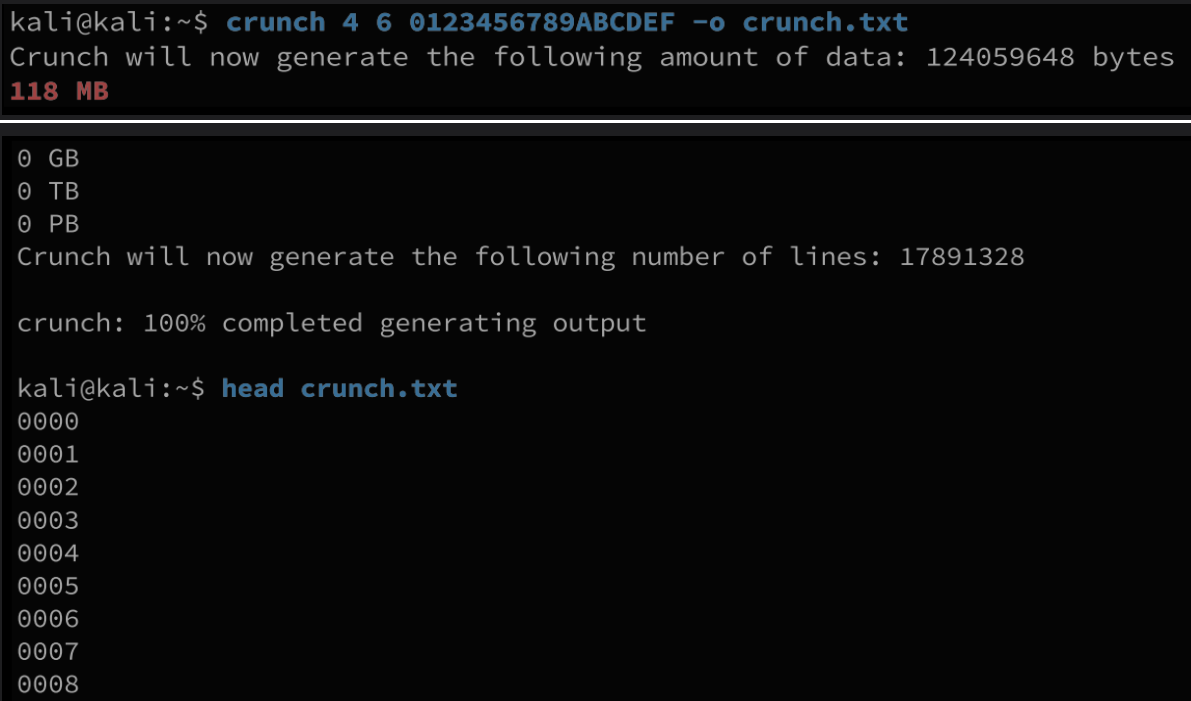 kali@kali:~$ crunch 4 6 0123456789ABCDEF -o crunch.txt
Crunch will now generate the following amount of data: 124059648 bytes
118 MB
0 GB
0 TB
0 PB
Crunch will now generate the following number of lines: 17891328
crunch: 100% completed generating output
kali@kali:~$ head crunch.txt
0000
0001
0002
0003
0004
0005
0006
0007
0008